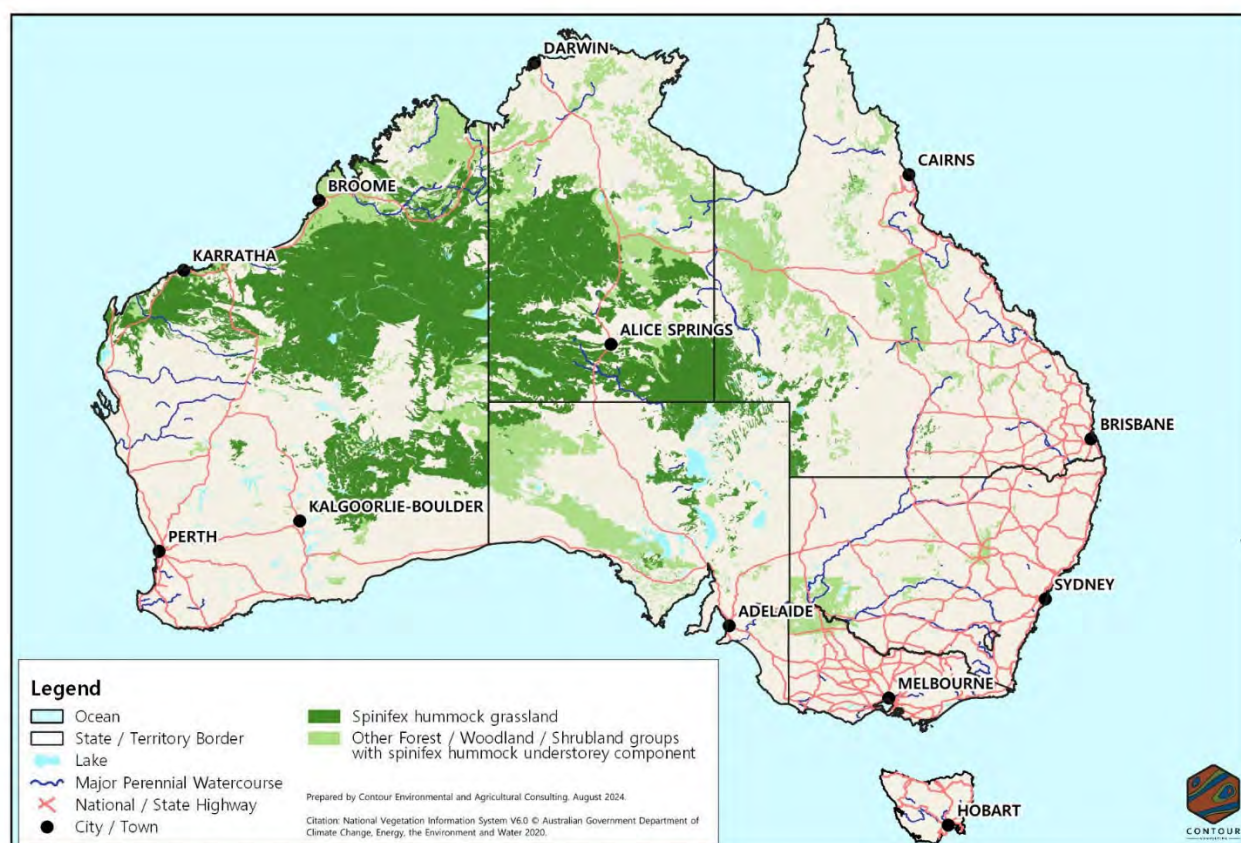 DARWIN
CAIRNS
BROOME
KARRATHA
ALICE SPRINGS
BRISBANE
KALGOORLIE-BOULDER
PERTH
SYDNEY
ADELAIDE
MELBOURNE
HOBART
Legend
Ocean
State / Territory Border
Lake
Major Perennial Watercourse
National / State Highway
City / Town
Spinifex hummock grassland
Other Forest / Woodland / Shrubland groups
with spinifex hummock understorey component
Prepared by Contour Environmental and Agricultural Consulting, August 2024.
Citation: National Vegetation Information System V6.0 © Australian Government Department of
Climate Change, Energy, the Environment and Water 2020.
CONTOUR
CONSULTING